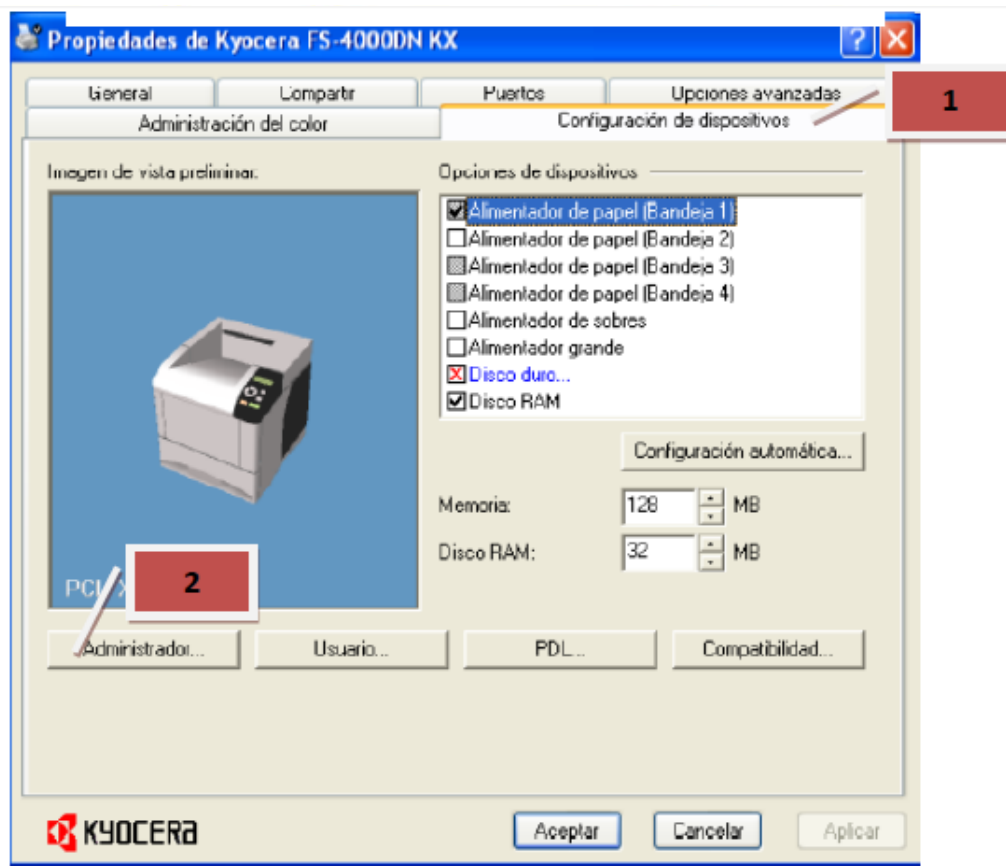 Propiedades de Kyocera FS-4000DN KX
General Compartir Puertos Opciones avanzadas
1
Administración del color Configuración de dispositivos
Imagen de vista preliminar:
Opciones de dispositivos
Alimentador de papel (Bandeja 1)
Alimentador de papel (Bandeja 2)
Alimentador de papel (Bandeja 3)
Alimentador de papel (Bandeja 4)
Alimentador de sobres
Alimentador grande
Disco duro...
Disco RAM
Configuración automática...
Memoria: 128 MB
Disco RAM: 32 MB
2
Administrador... Usuario... PDL... Compatibilidad...
KYOCERA
Aceptar Cancelar Aplicar